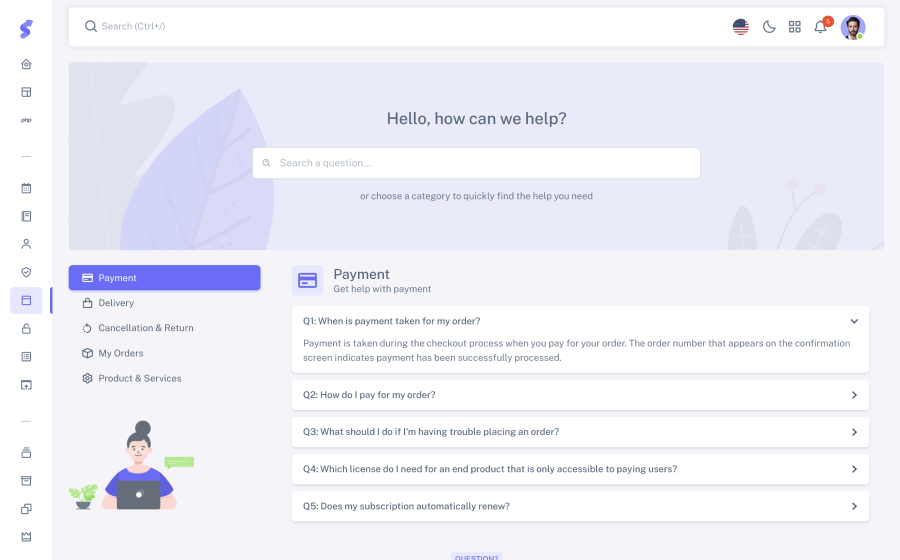 Search (Ctrl+/)
5
php
Hello, how can we help?
Search a question...
or choose a category to quickly find the help you need
Payment
Delivery
Cancellation & Return
My Orders
Product & Services
Payment
Get help with payment
Q1: When is payment taken for my order?
Payment is taken during the checkout process when you pay for your order. The order number that appears on the confirmation
screen indicates payment has been successfully processed.
Q2: How do I pay for my order?
Q3: What should I do if I'm having trouble placing an order?
Q4: Which license do I need for an end product that is only accessible to paying users?
Q5: Does my subscription automatically renew?
QUESTION?